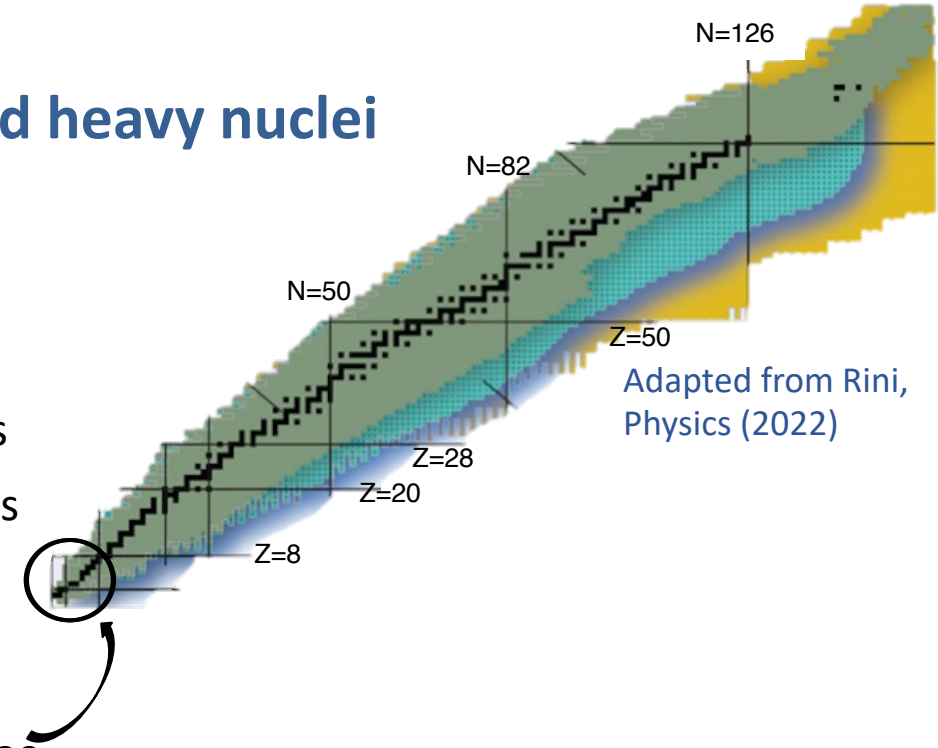 N=126
d heavy nuclei
N=82
N=50
Z=50
Adapted from Rini,
Physics (2022)
s
Z=28
s
Z=20
Z=8